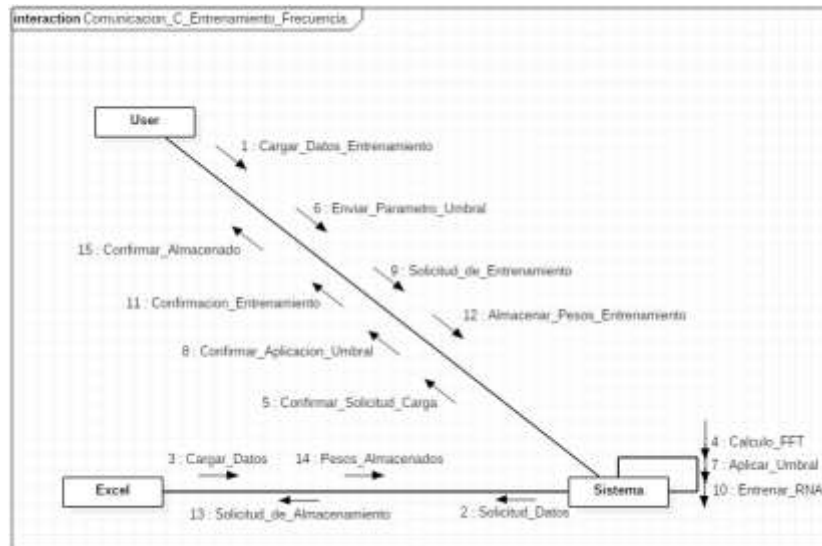 interaction Comunicacion_C_Entrenamiento_Frecuencia
User
1 : Cargar_Datos_Entrenamiento
6 : Enviar_Parametro_Umbral
15 : Confirmar_Almacenado
9 : Solicitud_de_Entrenamiento
11 : Confirmacion_Entrenamiento
12 : Almacenar_Pesos_Entrenamiento
8 : Confirmar_Aplicacion_Umbral
5 : Confirmar_Solicitud_Carga
4 : Calculo_FFT
3 : Cargar_Datos 14 : Pesos_Almacenados
7 : Aplicar_Umbral
Excel Sistema 10 : Entrenar_RNA
13 : Solicitud_de_Almacenamiento 2 : Solicitud_Datos